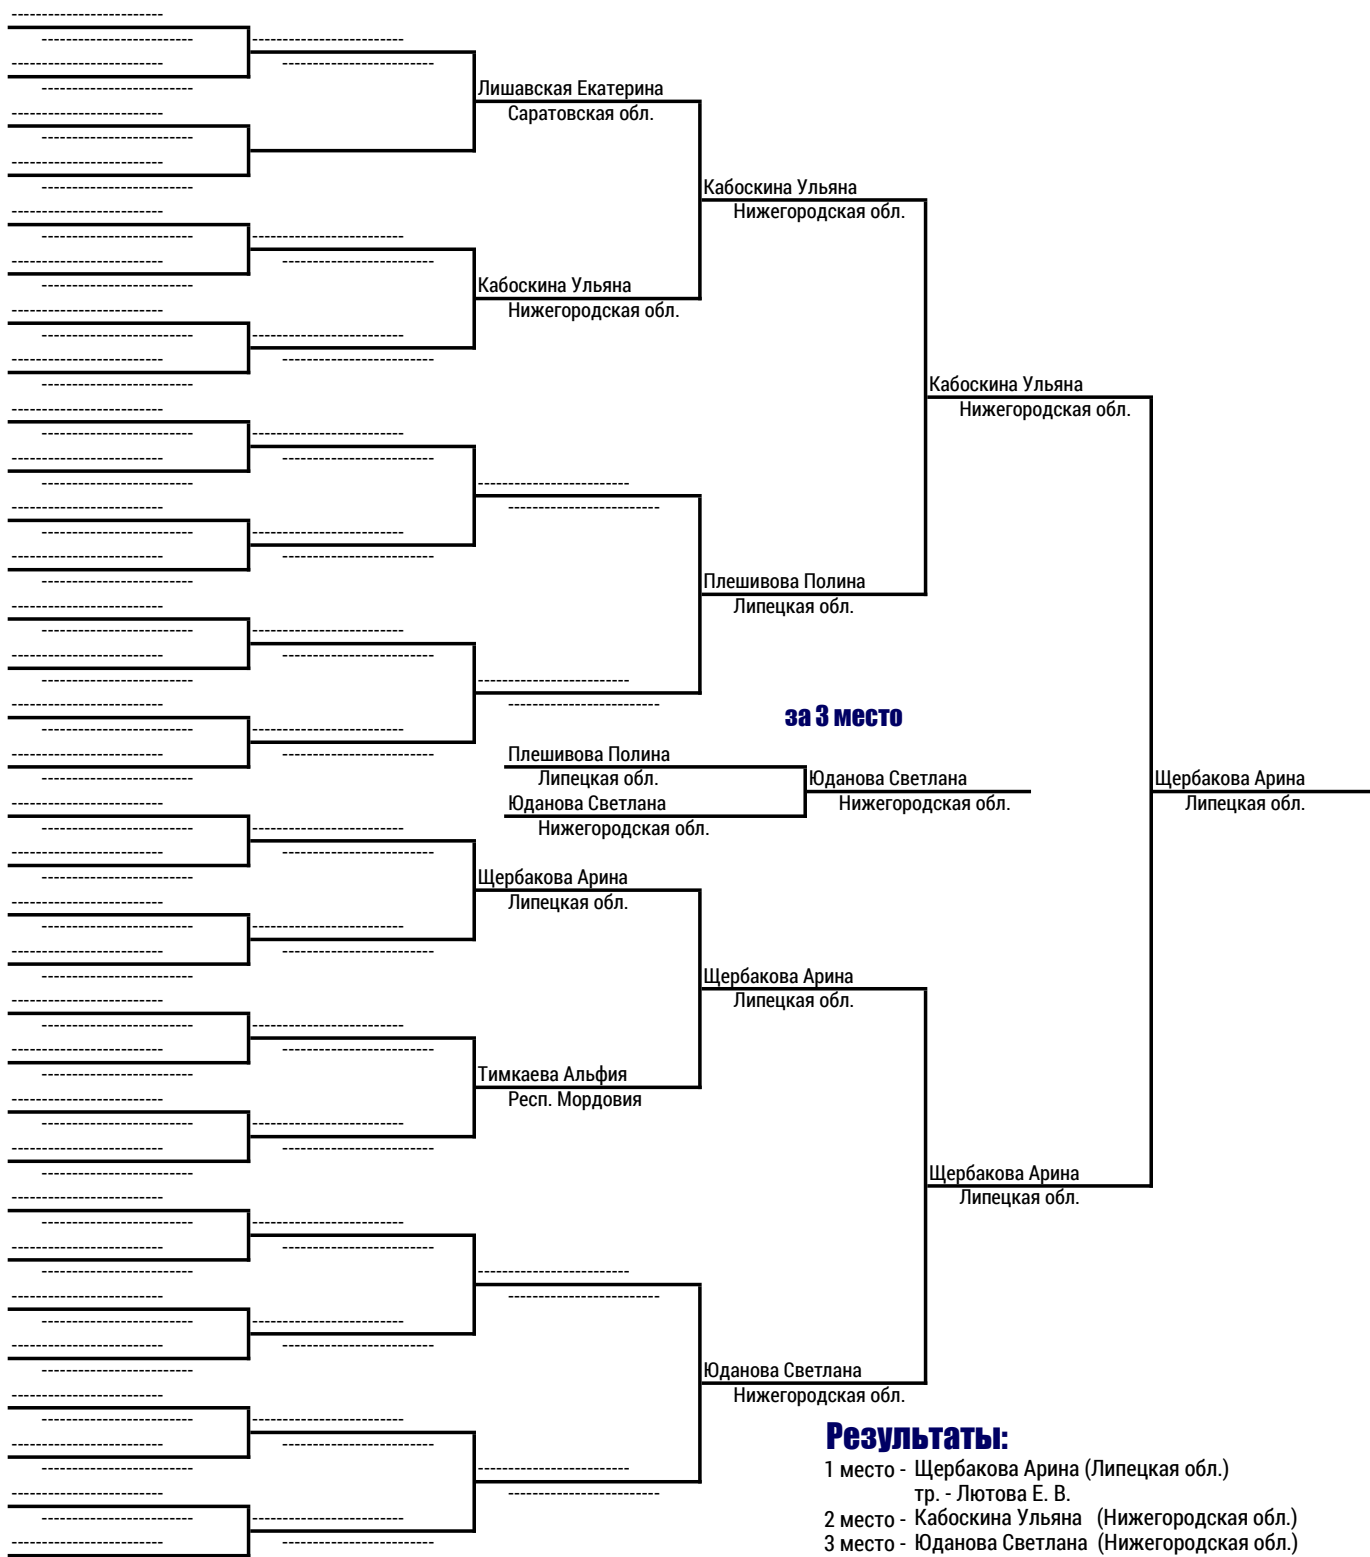 Лишавская Екатерина
Саратовская обл.
Кабоскина Ульяна
Нижегородская обл.
Кабоскина Ульяна
Нижегородская обл.
Кабоскина Ульяна
Нижегородская обл.
Плешивова Полина
Липецкая обл.
за 3 место
Плешивова Полина
Липецкая обл.
Юданова Светлана
Нижегородская обл.
Юданова Светлана
Нижегородская обл.
Щербакова Арина
Липецкая обл.
Щербакова Арина
Липецкая обл.
Щербакова Арина
Липецкая обл.
Тимкаева Альфия
Респ. Мордовия
Щербакова Арина
Липецкая обл.
Юданова Светлана
Нижегородская обл.
Результаты:
1 место - Щербакова Арина (Липецкая обл.)
тр. - Лютова Е. В.
2 место - Кабоскина Ульяна (Нижегородская обл.)
3 место - Юданова Светлана (Нижегородская обл.)